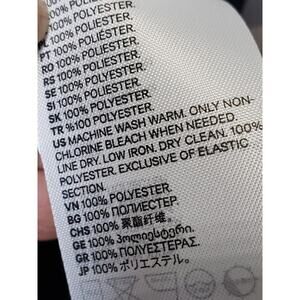 100% POLYESTER.
PL 100% POLIESTER.
PT 100% POLIÉSTER.
RO 100% POLIESTER.
RS 100% POLIESTER.
SE 100% POLYESTER.
SI 100% POLIESTER.
SK 100% POLYESTER.
TR %100 POLYESTER.
US MACHINE WASH WARM. ONLY NON-
CHLORINE BLEACH WHEN NEEDED.
LINE DRY. LOW IRON. DRY CLEAN. 100%
POLYESTER. EXCLUSIVE OF ELASTIC
SECTION.
VN 100% POLYESTER.
BG 100% ПОЛИЕСТЕР.
CHS 100% 聚酯纤维。
GE 100% პოლიესტერი.
GR 100% ΠΟΛΥΕΣΤΕΡΑΣ.
JP 100% ポリエステル。